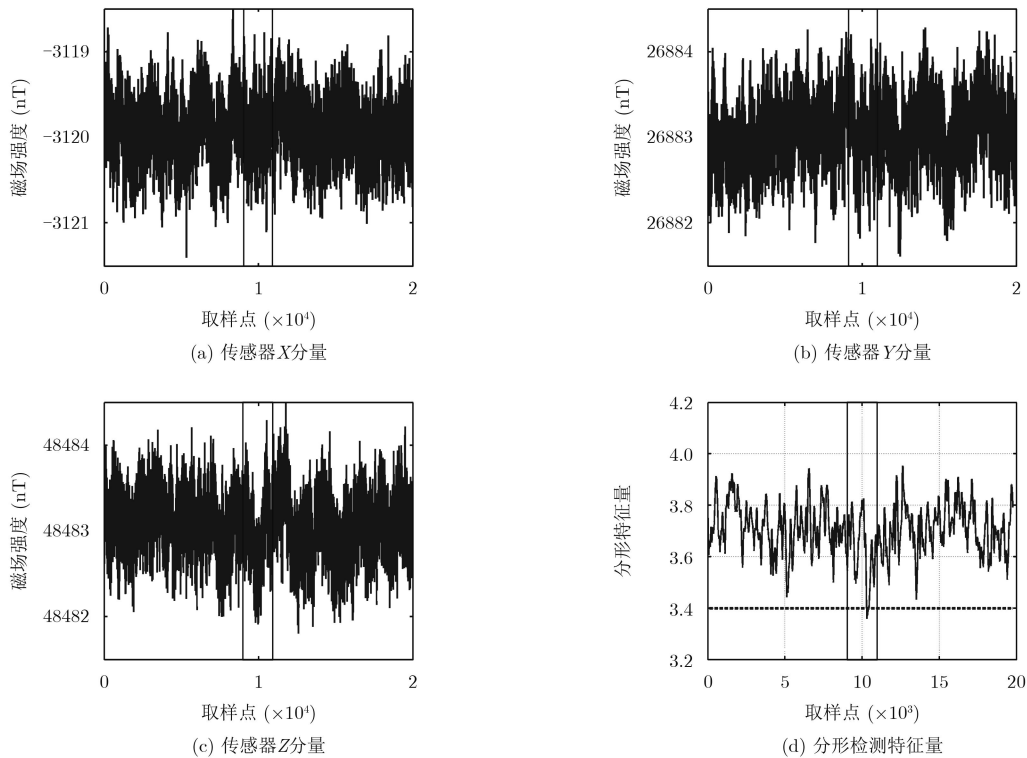 −3119
−3120
−3121
磁场强度 (nT)
0
1
2
取样点 (×10⁴)
(a) 传感器X分量
26884
26883
26882
磁场强度 (nT)
0
1
2
取样点 (×10⁴)
(b) 传感器Y分量
48484
48483
48482
磁场强度 (nT)
0
1
2
取样点 (×10⁴)
(c) 传感器Z分量
4.2
4.0
3.8
3.6
3.4
3.2
分形特征量
0
5
10
15
20
取样点 (×10³)
(d) 分形检测特征量